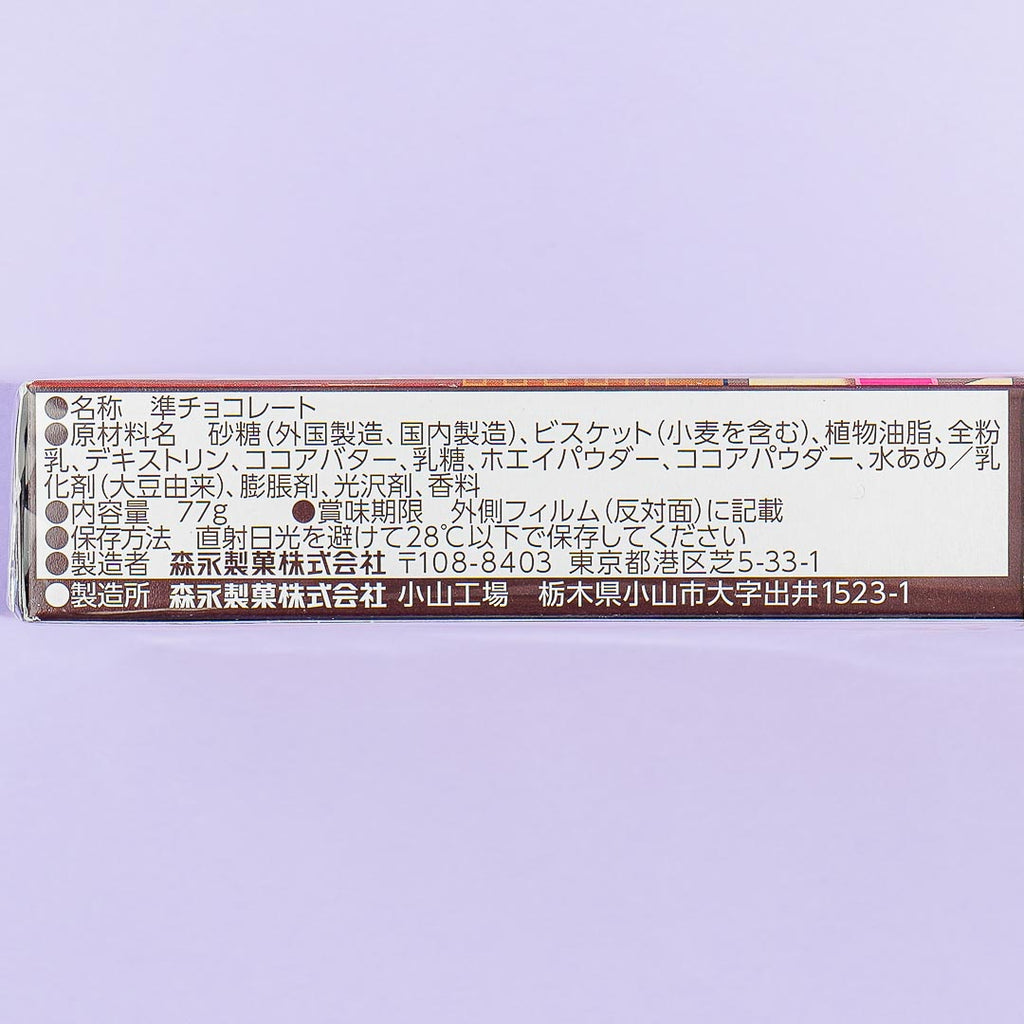 ●名称　準チョコレート
●原材料名　砂糖(外国製造、国内製造)、ビスケット(小麦を含む)、植物油脂、全粉
乳、デキストリン、ココアバター、乳糖、ホエイパウダー、ココアパウダー、水あめ／乳
化剤(大豆由来)、膨脹剤、光沢剤、香料
●内容量　77g　●賞味期限　外側フィルム(反対面)に記載
●保存方法　直射日光を避けて28℃以下で保存してください
●製造者　森永製菓株式会社 〒108-8403 東京都港区芝5-33-1
●製造所　森永製菓株式会社 小山工場　栃木県小山市大字出井1523-1